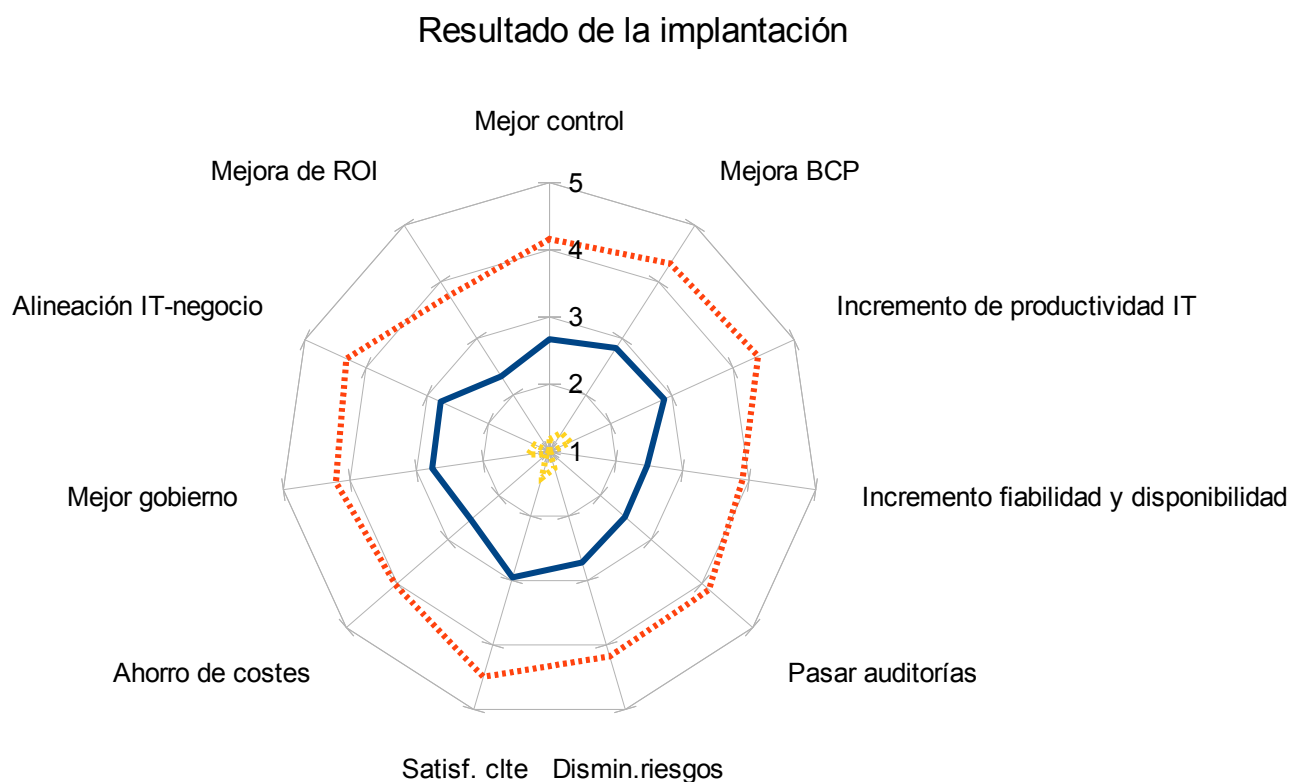 Resultado de la implantación
Mejor control
Mejora de ROI
Mejora BCP
5
4
Alineación IT-negocio
Incremento de productividad IT
3
2
1
Mejor gobierno
Incremento fiabilidad y disponibilidad
Ahorro de costes
Pasar auditorías
Satisf. clte
Dismin.riesgos